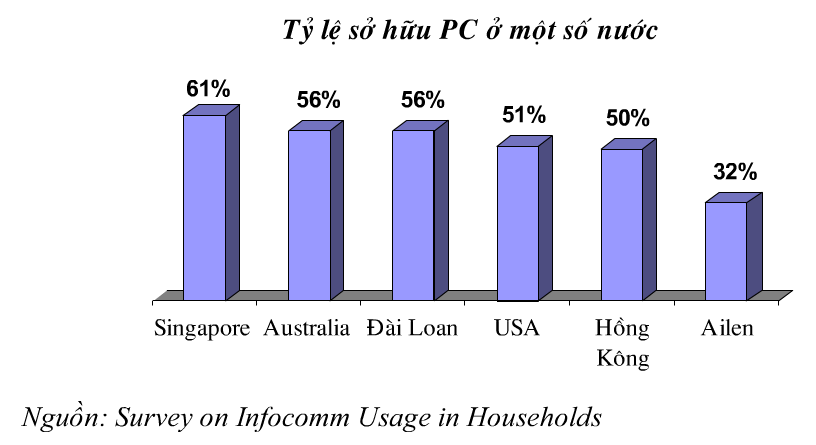 Tỷ lệ sở hữu PC ở một số nước
61%
56%
56%
51%
50%
32%
Singapore
Australia
Đài Loan
USA
Hồng
Kông
Ailen
Nguồn: Survey on Infocomm Usage in Households